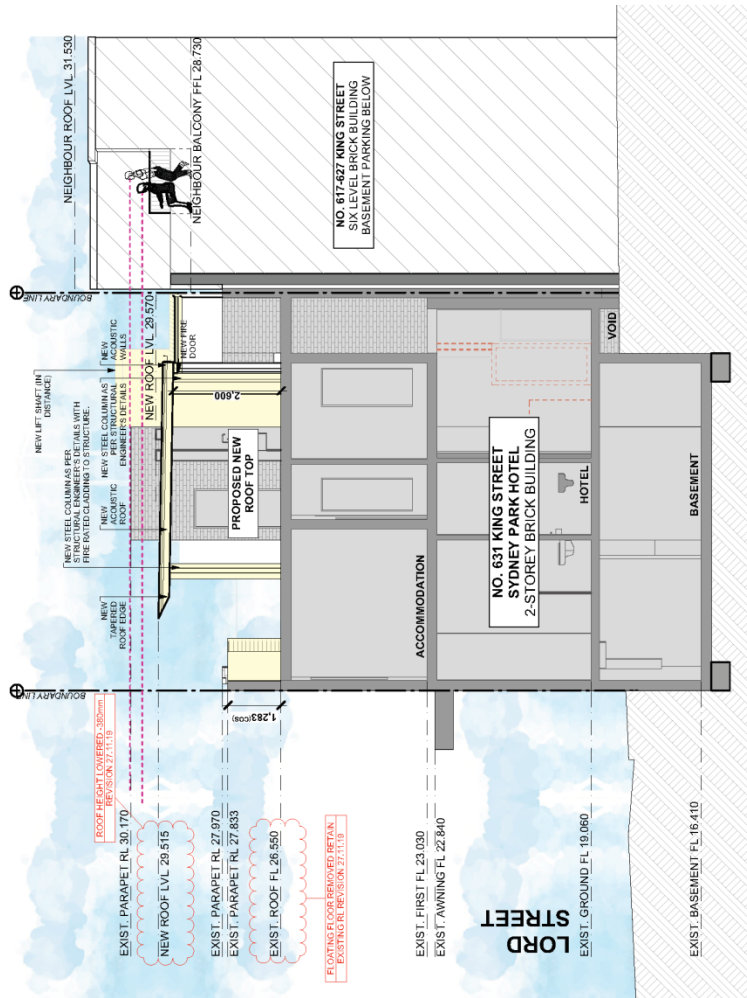 NEIGHBOUR ROOF LVL 31.530
NEIGHBOUR BALCONY FFL 28.730
NO. 617-627 KING STREET
SIX LEVEL BRICK BUILDING
BASEMENT PARKING BELOW
BOUNDARY LINE
NEW LIFT SHAFT (IN
DISTANCE)
NEW
ACOUSTIC
WALLS
NEW ROOF LVL 29.570
NEW FIRE
DOOR
NEW STEEL COLUMN AS
PER STRUCTURAL
ENGINEER'S DETAILS
NEW STEEL COLUMN AS PER
STRUCTURAL ENGINEER'S DETAILS WITH
FIRE RATED CLADDING TO STRUCTURE.
NEW
ACOUSTIC
ROOF
NEW
TAPERED
ROOF EDGE
2,600
PROPOSED NEW
ROOF TOP
ACCOMMODATION
NO. 631 KING STREET
SYDNEY PARK HOTEL
2-STOREY BRICK BUILDING
HOTEL
VOID
BASEMENT
BOUNDARY LINE
1,283(COS)
ROOF HEIGHT LOWERED -380mm
REVISION 27.11.19
EXIST. PARAPET RL 30.170
NEW ROOF LVL 29.515
EXIST. PARAPET RL 27.970
EXIST. PARAPET RL 27.833
EXIST. ROOF FL 26.550
FLOATING FLOOR REMOVED RETAIN
EXISTING RL REVISION 27.11.19
EXIST. FIRST FL 23.030
EXIST. AWNING FL 22.840
LORD
STREET
EXIST. GROUND FL 19.060
EXIST. BASEMENT FL 16.410